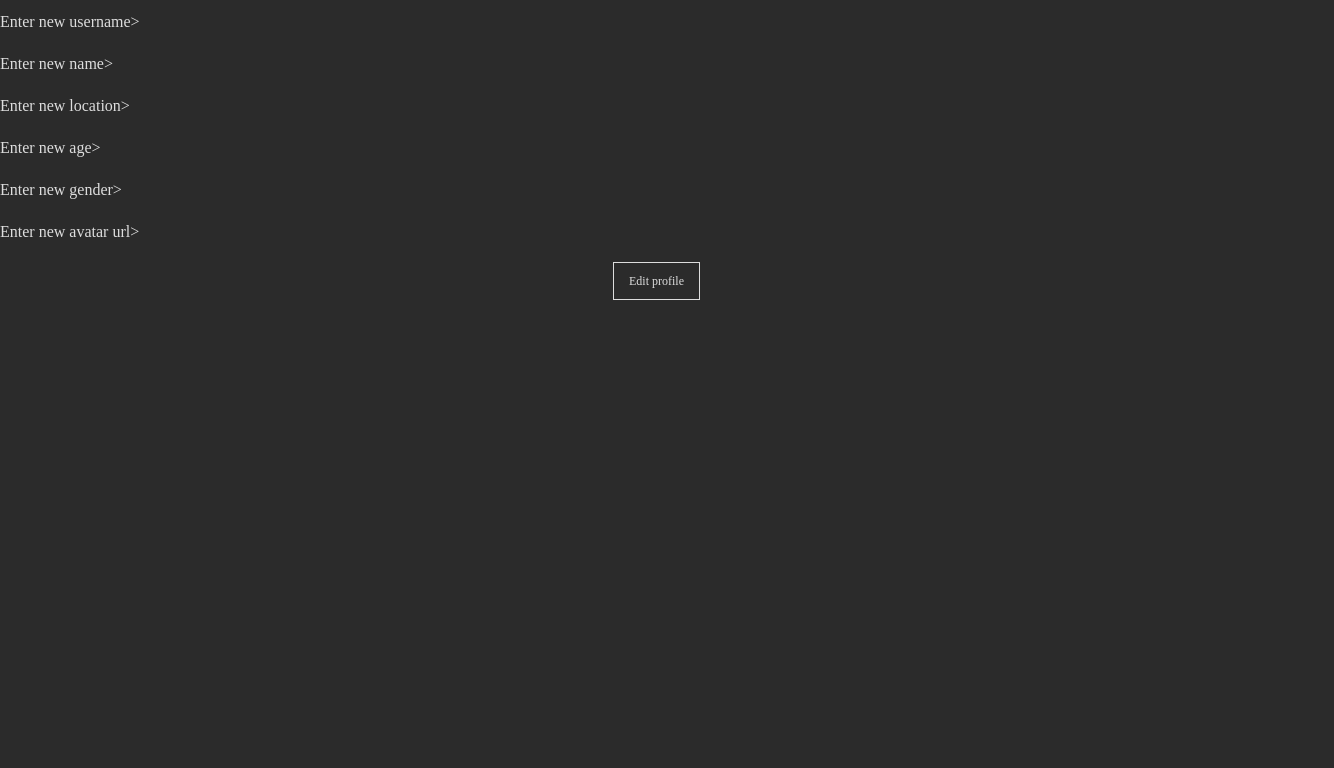 Enter new username>
Enter new name>
Enter new location>
Enter new age>
Enter new gender>
Enter new avatar url>
Edit profile